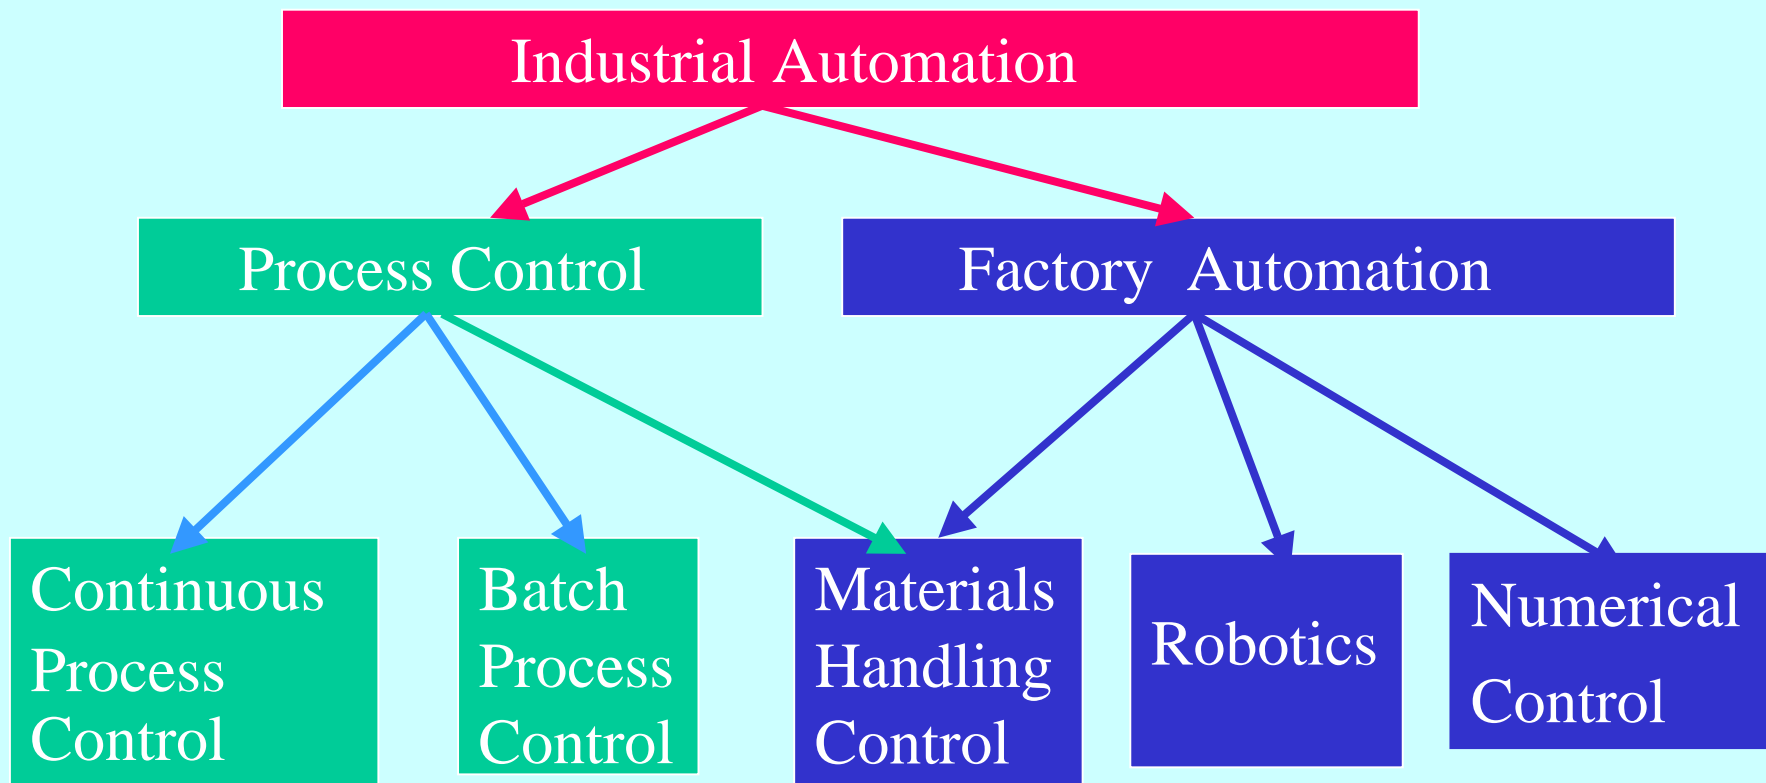 Industrial Automation
Process Control
Factory  Automation
Continuous
Process
Control
Batch
Process
Control
Materials
Handling
Control
Robotics
Numerical
Control